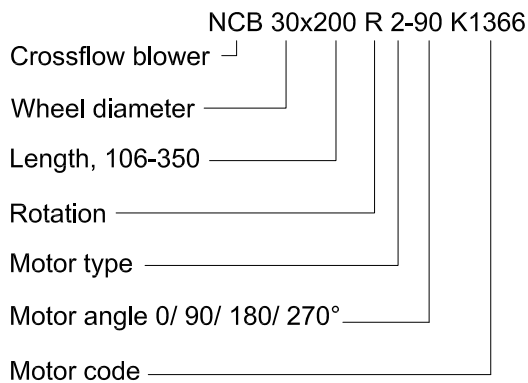 NCB 30x200 R 2-90 K1366
Crossflow blower
Wheel diameter
Length, 106-350
Rotation
Motor type
Motor angle 0/ 90/ 180/ 270°
Motor code